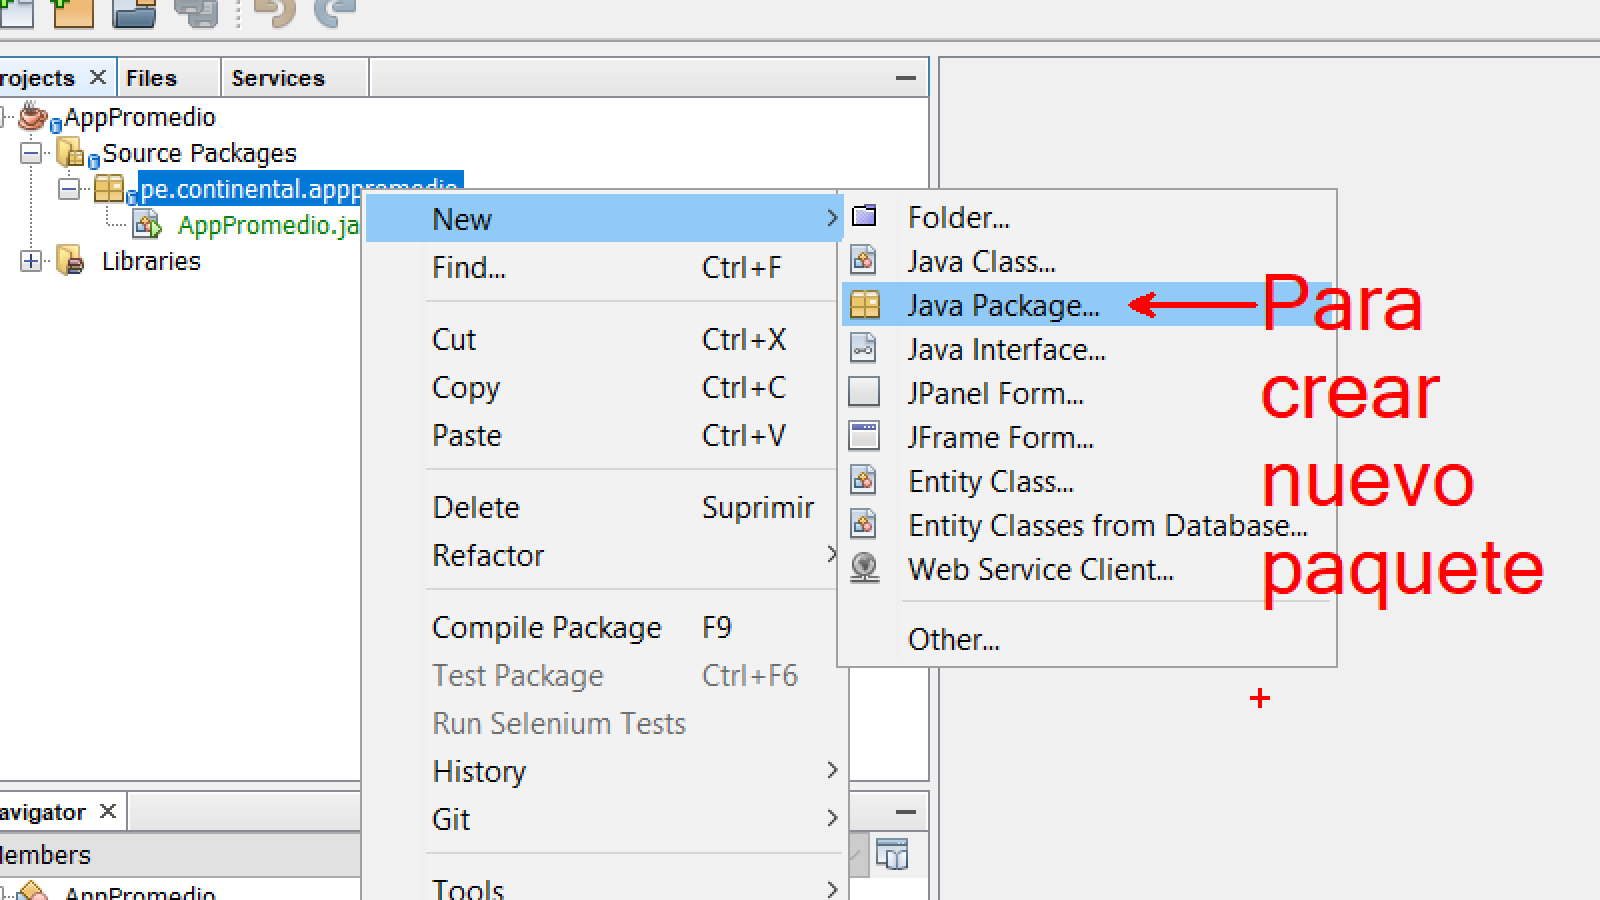 rojects Files Services
AppPromedio
Source Packages
pe.continental.apppromedio
AppPromedio.ja
Libraries
New
Find... Ctrl+F
Cut Ctrl+X
Copy Ctrl+C
Paste Ctrl+V
Delete Suprimir
Refactor
Compile Package F9
Test Package Ctrl+F6
Run Selenium Tests
History
Git
Tools
Folder...
Java Class...
Java Package...
Java Interface...
JPanel Form...
JFrame Form...
Entity Class...
Entity Classes from Database...
Web Service Client...
Other...
Para
crear
nuevo
paquete
avigator
Members
AppPromedio